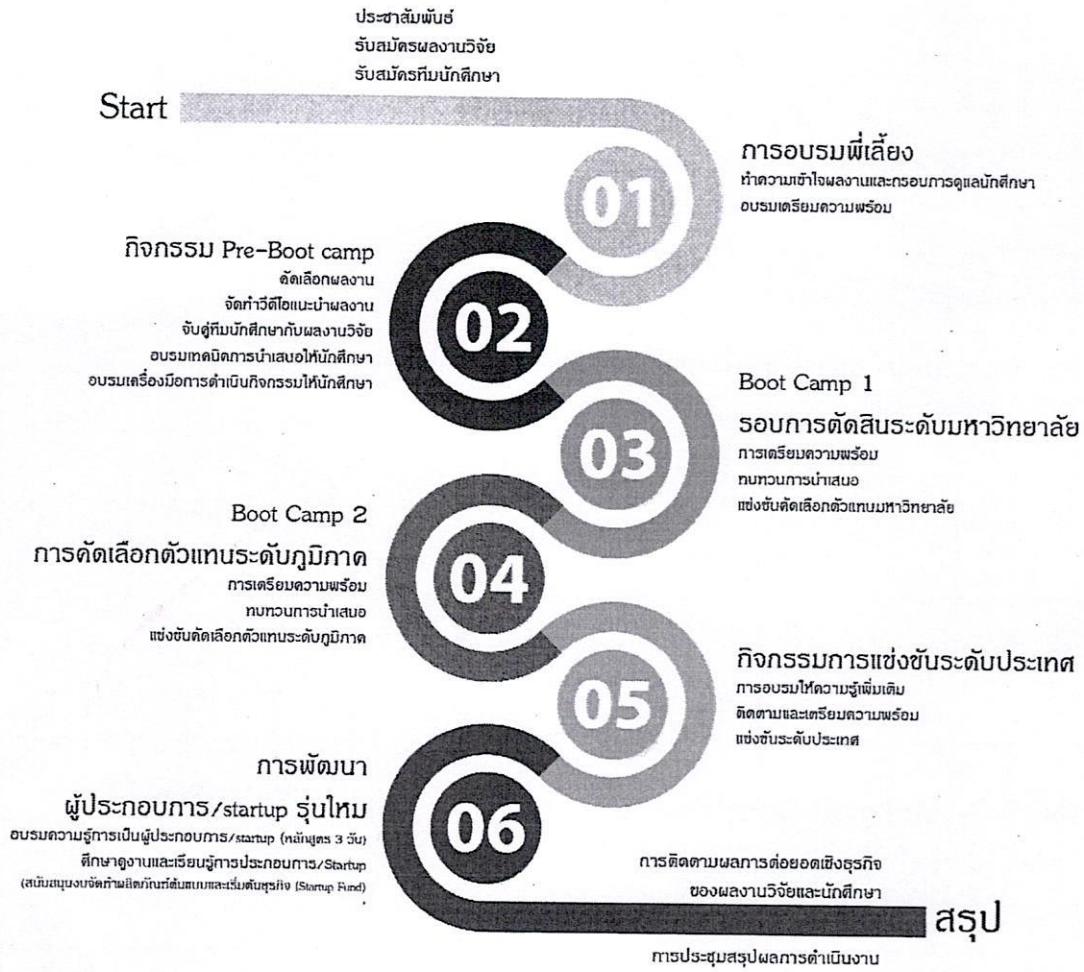 ประชาสัมพันธ์
รับสมัครผลงานวิจัย
รับสมัครทีมนักศึกษา
Start
01
การอบรมพี่เลี้ยง
ทำความเข้าใจผลงานและกรอบการดูแลนักศึกษา
อบรมเตรียมความพร้อม
กิจกรรม Pre-Boot camp
คัดเลือกผลงาน
จัดทำวีดีโอแนะนำผลงาน
จับคู่ทีมนักศึกษากับผลงานวิจัย
อบรมเทคนิคการนำเสนอให้นักศึกษา
อบรมเครื่องมือการดำเนินกิจกรรมให้นักศึกษา
02
Boot Camp 1
รอบการตัดสินระดับมหาวิทยาลัย
การเตรียมความพร้อม
ทบทวนการนำเสนอ
แข่งขันคัดเลือกตัวแทนมหาวิทยาลัย
03
Boot Camp 2
การคัดเลือกตัวแทนระดับภูมิภาค
การเตรียมความพร้อม
ทบทวนการนำเสนอ
แข่งขันคัดเลือกตัวแทนระดับภูมิภาค
04
กิจกรรมการแข่งขันระดับประเทศ
การอบรมให้ความรู้เพิ่มเติม
ติดตามและเตรียมความพร้อม
แข่งขันระดับประเทศ
05
การพัฒนา
ผู้ประกอบการ/startup รุ่นใหม่
อบรมความรู้การเป็นผู้ประกอบการ/startup (หลักสูตร 3 วัน)
ศึกษาดูงานและเรียนรู้การประกอบการ/Startup
(สนับสนุนงบจัดทำผลิตภัณฑ์ต้นแบบและเริ่มต้นธุรกิจ (Startup Fund)
06
การติดตามผลการต่อยอดเชิงธุรกิจ
ของผลงานวิจัยและนักศึกษา
สรุป
การประชุมสรุปผลการดำเนินงาน